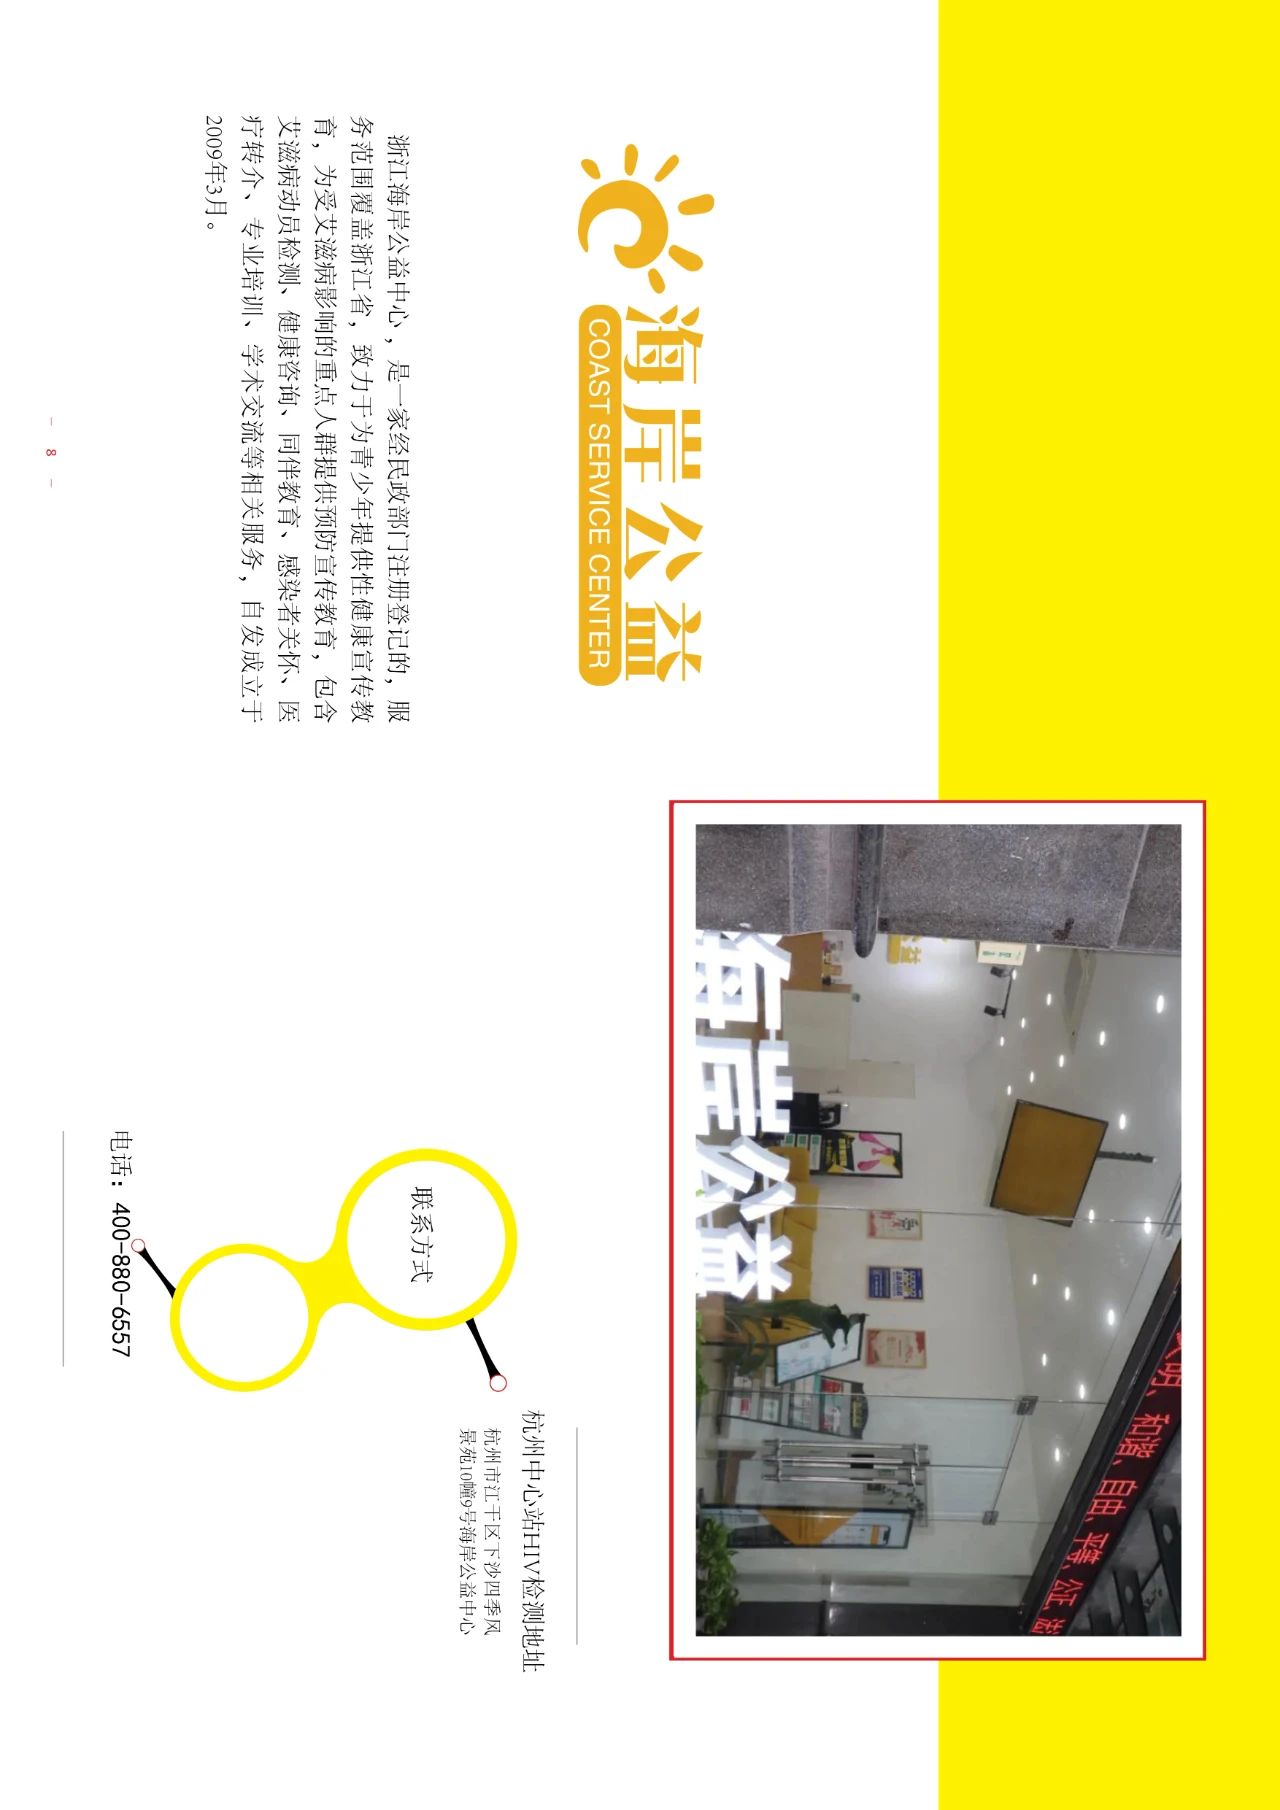 海岸公益
COAST SERVICE CENTER
浙江海岸公益中心，是一家经民政部门注册登记的，服
务范围覆盖浙江省，致力于为青少年提供性健康宣传教
育，为受艾滋病影响的重点人群提供预防宣传教育，包含
艾滋病动员检测、健康咨询、同伴教育、感染者关怀、医
疗转介、专业培训、学术交流等相关服务，自发成立于
2009年3月。
— 8 —
明、和谐、自由、平等、公正、
海岸公益
杭州中心站HIV检测地址
杭州市江干区下沙四季风
景苑10幢9号海岸公益中心
联系方式
电话：400-880-6557